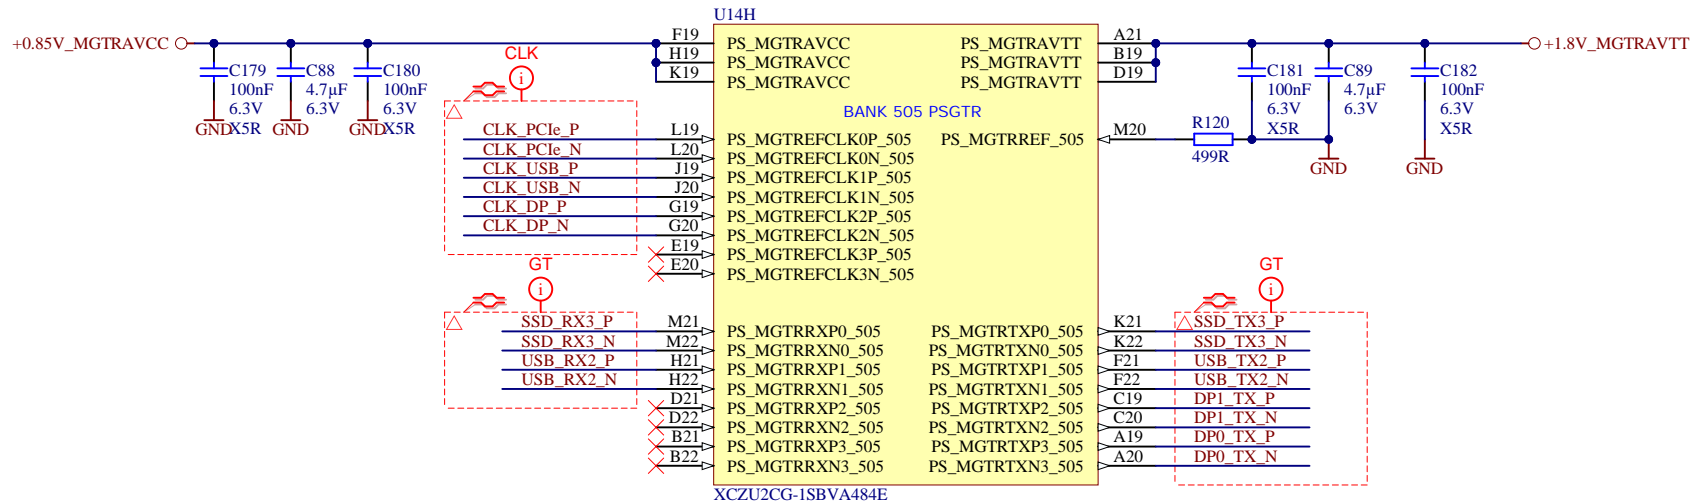 U14H
+0.85V_MGTRAVCC
C179
100nF
6.3V
X5R
GND
C88
4.7µF
6.3V
GND
C180
100nF
6.3V
X5R
GND
F19 PS_MGTRAVCC
H19 PS_MGTRAVCC
K19 PS_MGTRAVCC
PS_MGTRAVTT A21
PS_MGTRAVTT B19
PS_MGTRAVTT D19
+1.8V_MGTRAVTT
C181
100nF
6.3V
X5R
C89
4.7µF
6.3V
GND
C182
100nF
6.3V
X5R
GND
BANK 505 PSGTR
PS_MGTRREF_505 M20
R120
499R
CLK
i
CLK_PCIe_P L19 PS_MGTREFCLK0P_505
CLK_PCIe_N L20 PS_MGTREFCLK0N_505
CLK_USB_P J19 PS_MGTREFCLK1P_505
CLK_USB_N J20 PS_MGTREFCLK1N_505
CLK_DP_P G19 PS_MGTREFCLK2P_505
CLK_DP_N G20 PS_MGTREFCLK2N_505
E19 PS_MGTREFCLK3P_505
E20 PS_MGTREFCLK3N_505
GT
i
SSD_RX3_P M21 PS_MGTRRXP0_505
SSD_RX3_N M22 PS_MGTRRXN0_505
USB_RX2_P H21 PS_MGTRRXP1_505
USB_RX2_N H22 PS_MGTRRXN1_505
D21 PS_MGTRRXP2_505
D22 PS_MGTRRXN2_505
B21 PS_MGTRRXP3_505
B22 PS_MGTRRXN3_505
GT
i
PS_MGTRTXP0_505 K21 SSD_TX3_P
PS_MGTRTXN0_505 K22 SSD_TX3_N
PS_MGTRTXP1_505 F21 USB_TX2_P
PS_MGTRTXN1_505 F22 USB_TX2_N
PS_MGTRTXP2_505 C19 DP1_TX_P
PS_MGTRTXN2_505 C20 DP1_TX_N
PS_MGTRTXP3_505 A19 DP0_TX_P
PS_MGTRTXN3_505 A20 DP0_TX_N
XCZU2CG-1SBVA484E